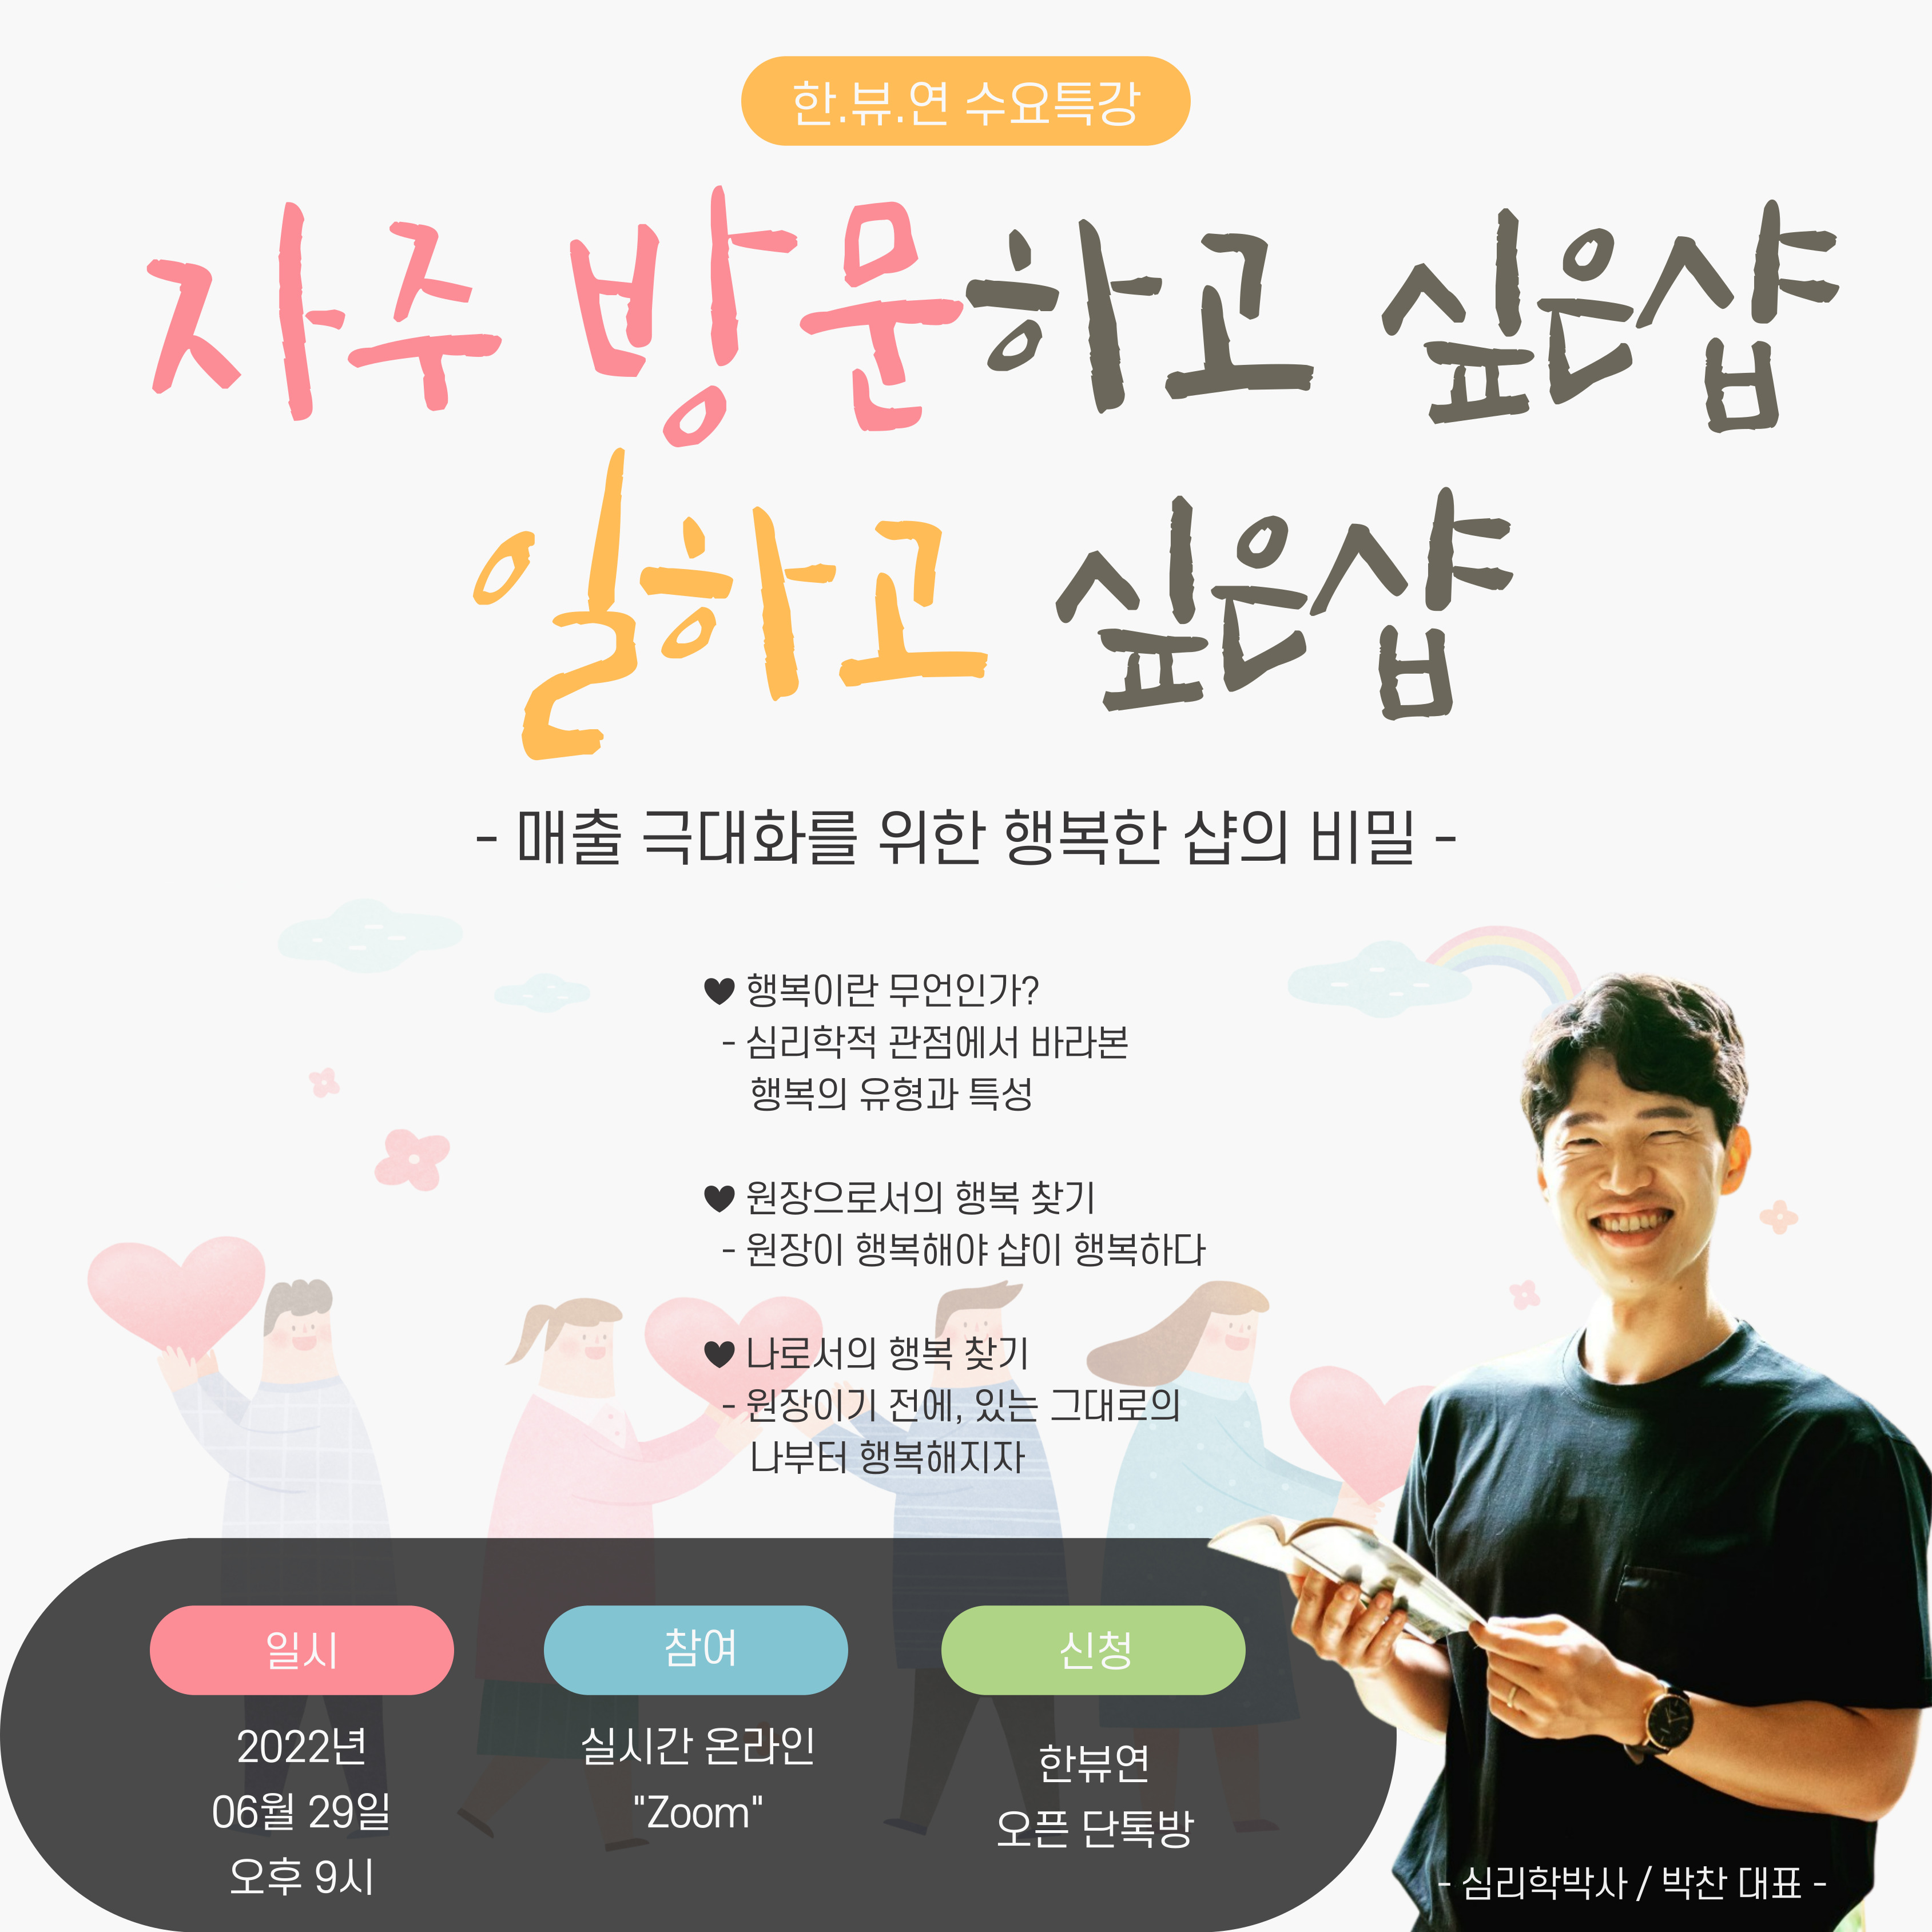 한.뷰.연 수요특강
자주 방문하고 싶은샵
일하고 싶은샵
- 매출 극대화를 위한 행복한 샵의 비밀 -
♥ 행복이란 무언인가?
- 심리학적 관점에서 바라본
행복의 유형과 특성
♥ 원장으로서의 행복 찾기
- 원장이 행복해야 샵이 행복하다
♥ 나로서의 행복 찾기
- 원장이기 전에, 있는 그대로의
나부터 행복해지자
일시
2022년
06월 29일
오후 9시
참여
실시간 온라인
"Zoom"
신청
한뷰연
오픈 단톡방
- 심리학박사 / 박찬 대표 -